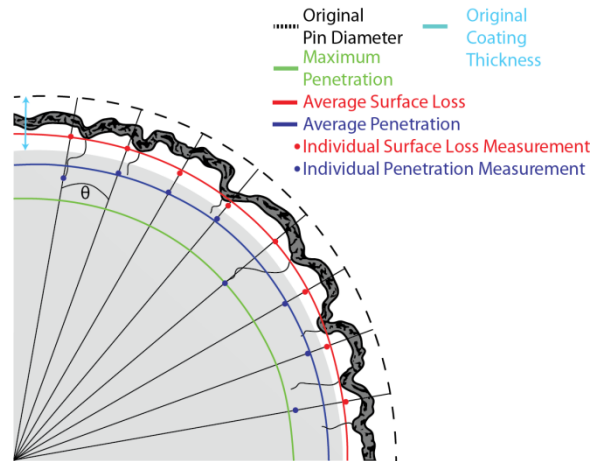 Original
Pin Diameter
Original
Coating
Thickness
Maximum
Penetration
Average Surface Loss
Average Penetration
Individual Surface Loss Measurement
Individual Penetration Measurement
θ